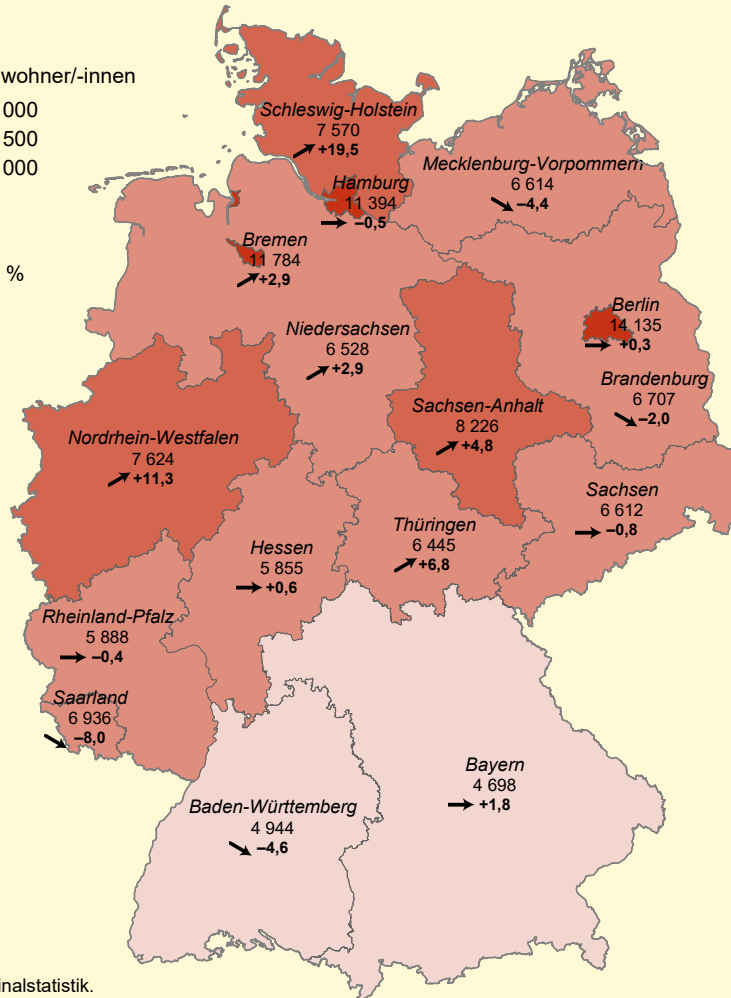 wohner/-innen
000
500
000
%
Schleswig-Holstein
7 570
+19,5
Mecklenburg-Vorpommern
6 614
–4,4
Hamburg
11 394
–0,5
Bremen
11 784
+2,9
Berlin
14 135
+0,3
Niedersachsen
6 528
+2,9
Brandenburg
6 707
–2,0
Sachsen-Anhalt
8 226
+4,8
Nordrhein-Westfalen
7 624
+11,3
Sachsen
6 612
–0,8
Thüringen
6 445
+6,8
Hessen
5 855
+0,6
Rheinland-Pfalz
5 888
–0,4
Saarland
6 936
–8,0
Bayern
4 698
+1,8
Baden-Württemberg
4 944
–4,6
inalstatistik.